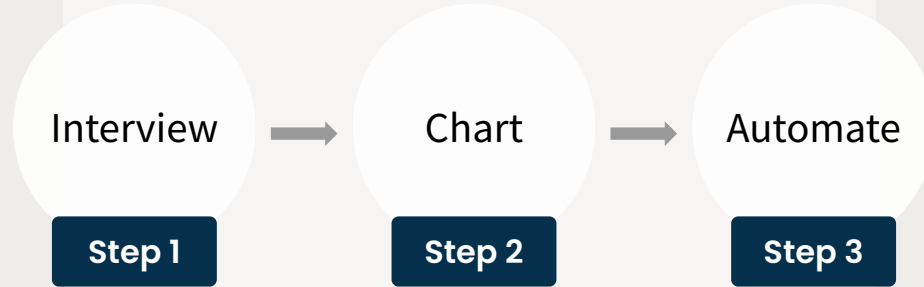 Interview
Chart
Automate
Step 1
Step 2
Step 3